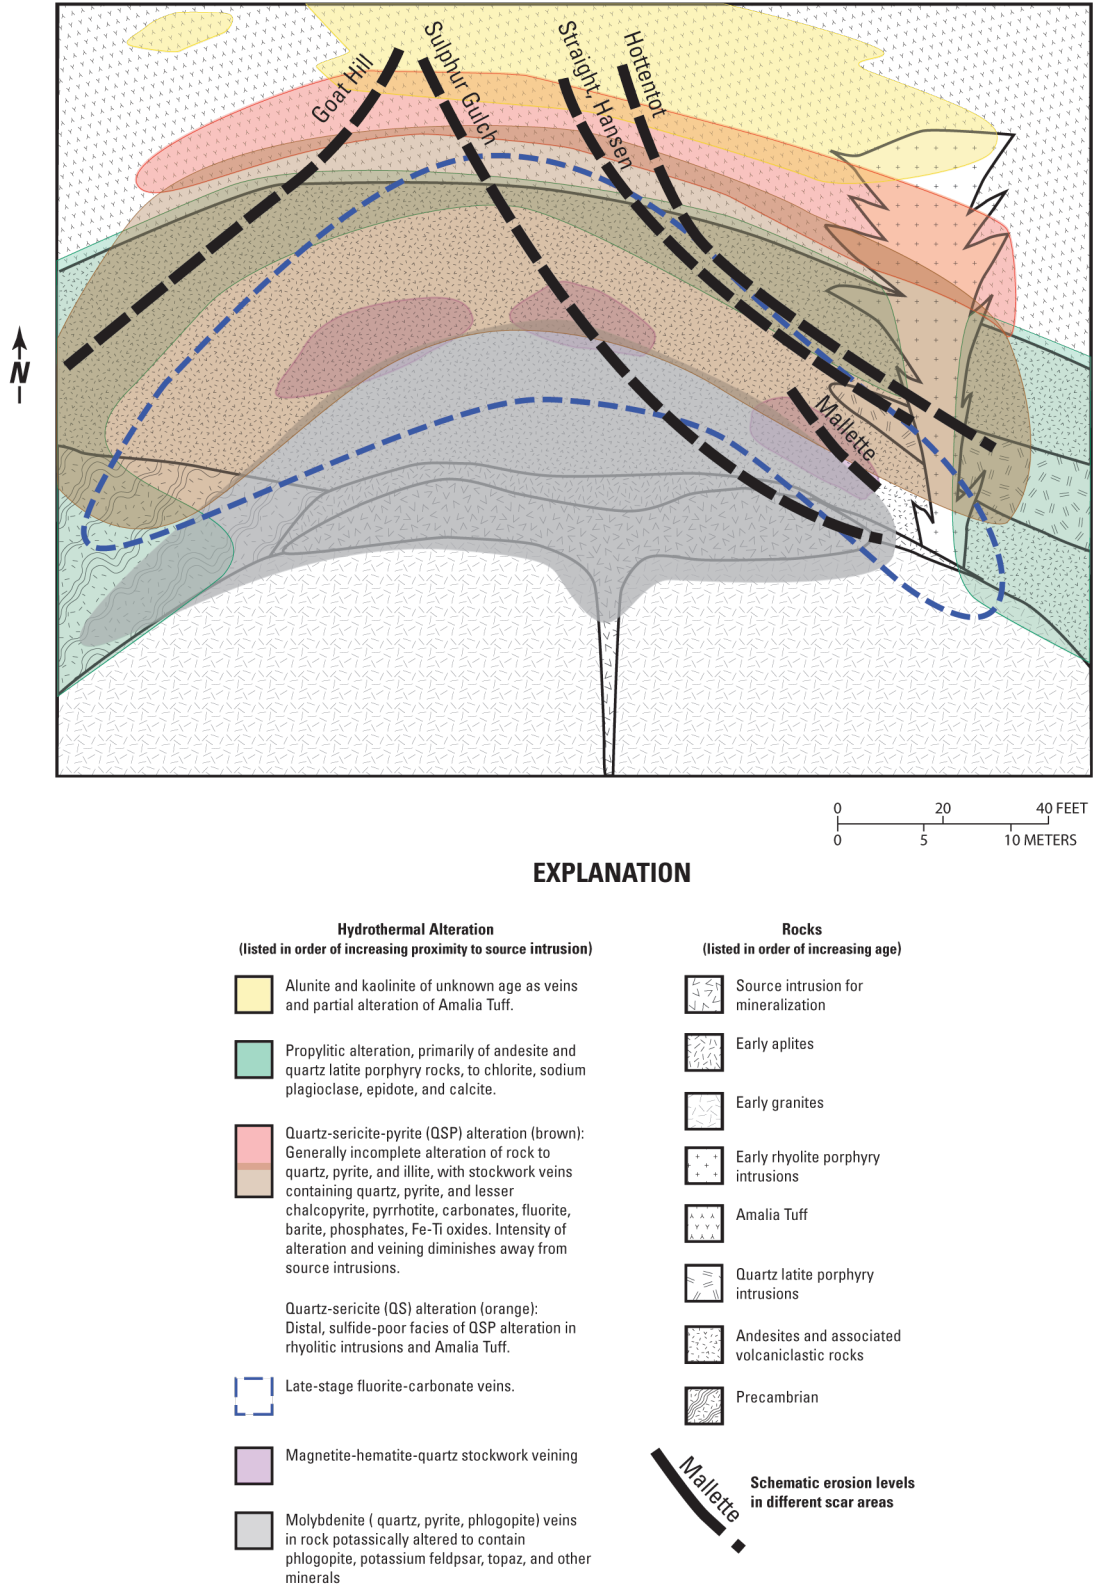 Goat Hill
Sulphur Gulch
Straight, Hansen
Hottentot
Mallette
N
0 20 40 FEET
0 5 10 METERS
EXPLANATION
Hydrothermal Alteration
(listed in order of increasing proximity to source intrusion)
Alunite and kaolinite of unknown age as veins
and partial alteration of Amalia Tuff.
Propylitic alteration, primarily of andesite and
quartz latite porphyry rocks, to chlorite, sodium
plagioclase, epidote, and calcite.
Quartz-sericite-pyrite (QSP) alteration (brown):
Generally incomplete alteration of rock to
quartz, pyrite, and illite, with stockwork veins
containing quartz, pyrite, and lesser
chalcopyrite, pyrrhotite, carbonates, fluorite,
barite, phosphates, Fe-Ti oxides. Intensity of
alteration and veining diminishes away from
source intrusions.
Quartz-sericite (QS) alteration (orange):
Distal, sulfide-poor facies of QSP alteration in
rhyolitic intrusions and Amalia Tuff.
Late-stage fluorite-carbonate veins.
Magnetite-hematite-quartz stockwork veining
Molybdenite ( quartz, pyrite, phlogopite) veins
in rock potassically altered to contain
phlogopite, potassium feldpsar, topaz, and other
minerals
Rocks
(listed in order of increasing age)
Source intrusion for
mineralization
Early aplites
Early granites
Early rhyolite porphyry
intrusions
Amalia Tuff
Quartz latite porphyry
intrusions
Andesites and associated
volcaniclastic rocks
Precambrian
Mallette
Schematic erosion levels
in different scar areas